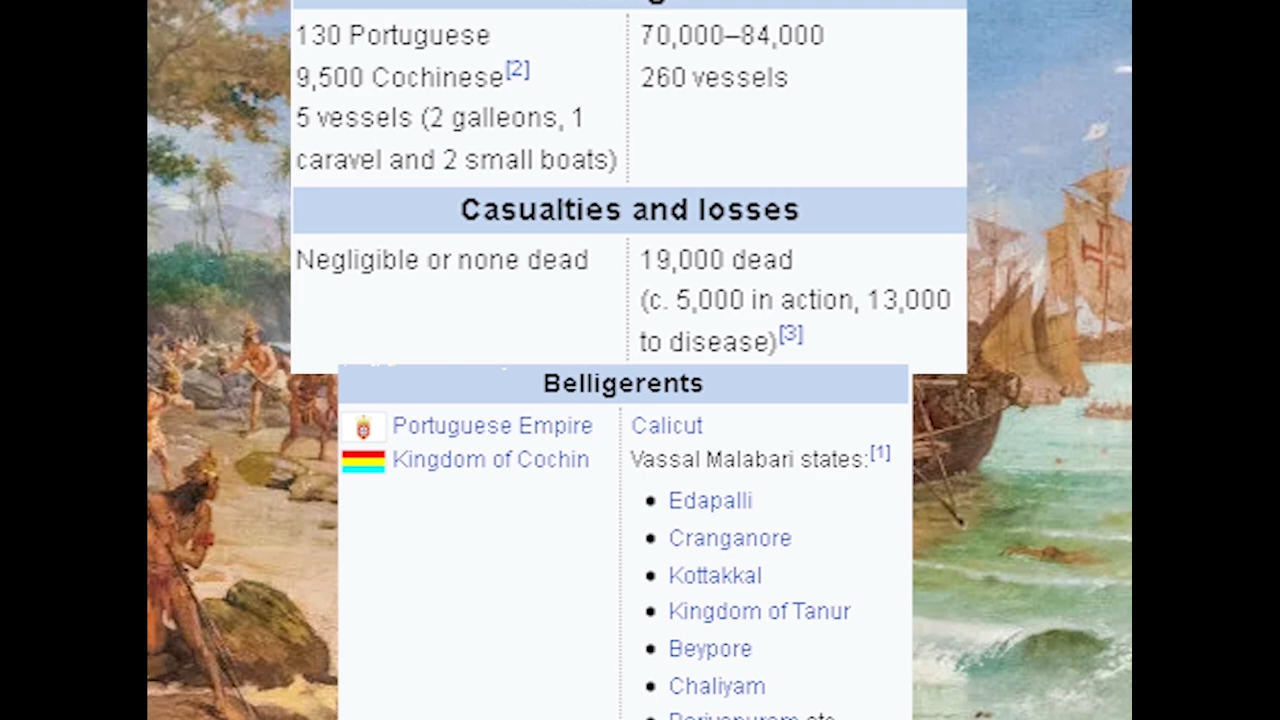 130 Portuguese
9,500 Cochinese[2]
5 vessels (2 galleons, 1
caravel and 2 small boats)
70,000–84,000
260 vessels
Casualties and losses
Negligible or none dead
19,000 dead
(c. 5,000 in action, 13,000
to disease)[3]
Belligerents
Portuguese Empire
Kingdom of Cochin
Calicut
Vassal Malabari states:[1]
Edapalli
Cranganore
Kottakkal
Kingdom of Tanur
Beypore
Chaliyam